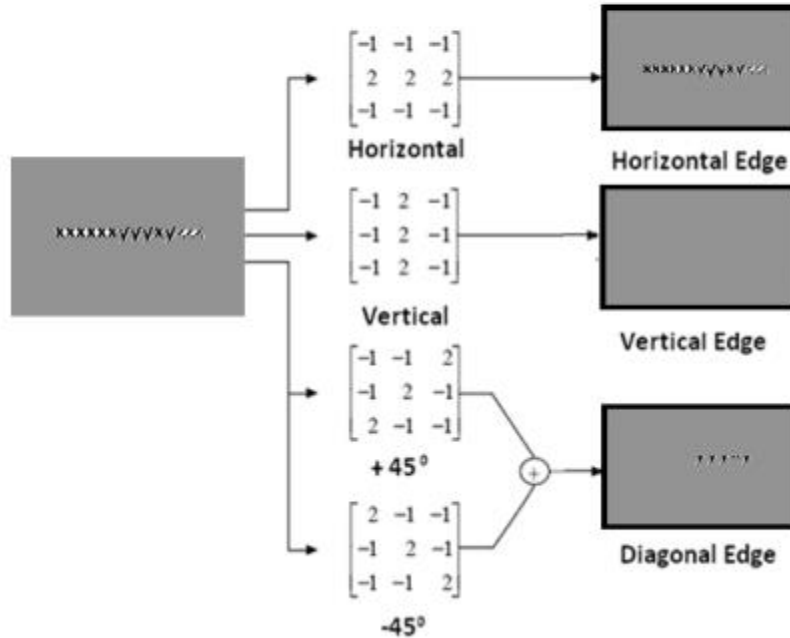 -1 -1 -1
2 2 2
-1 -1 -1
Horizontal
Horizontal Edge
-1 2 -1
-1 2 -1
-1 2 -1
Vertical
Vertical Edge
-1 -1 2
-1 2 -1
2 -1 -1
+ 45⁰
+
2 -1 -1
-1 2 -1
-1 -1 2
-45⁰
Diagonal Edge